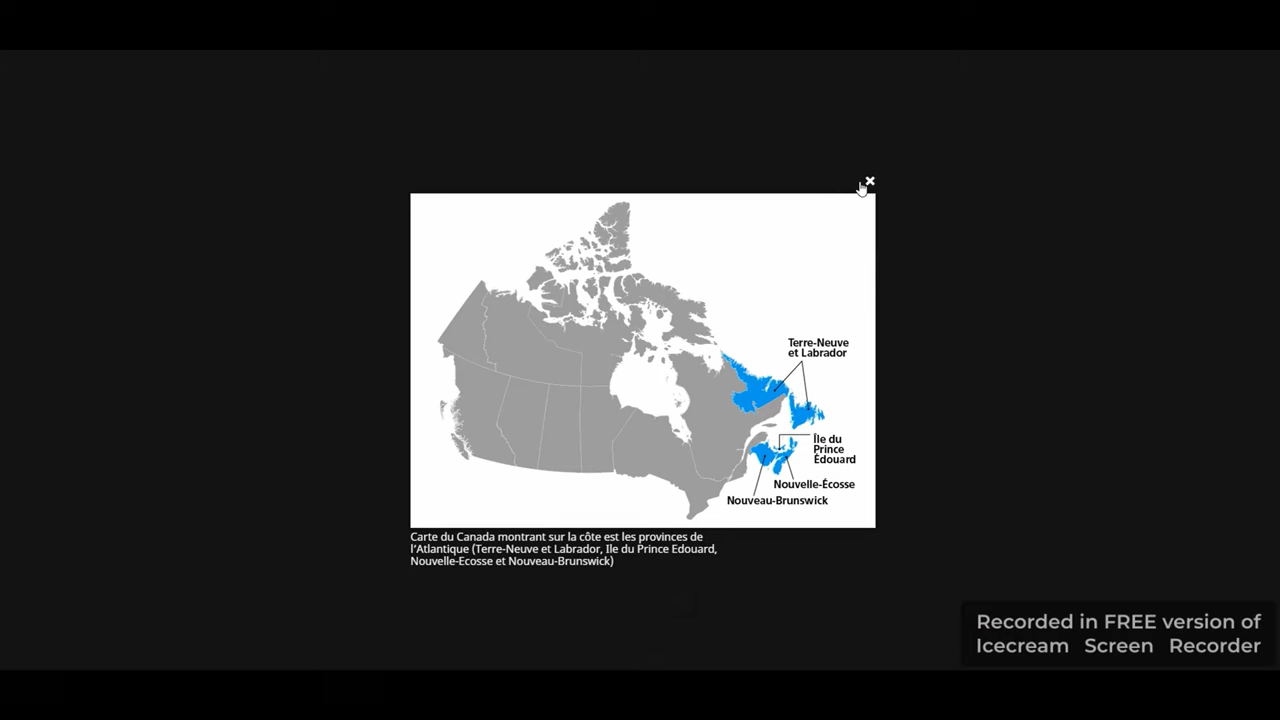 Terre-Neuve
et Labrador
Île du
Prince
Édouard
Nouvelle-Écosse
Nouveau-Brunswick
Carte du Canada montrant sur la côte est les provinces de
l'Atlantique (Terre-Neuve et Labrador, Ile du Prince Edouard,
Nouvelle-Ecosse et Nouveau-Brunswick)
Recorded in FREE version of
Icecream Screen Recorder